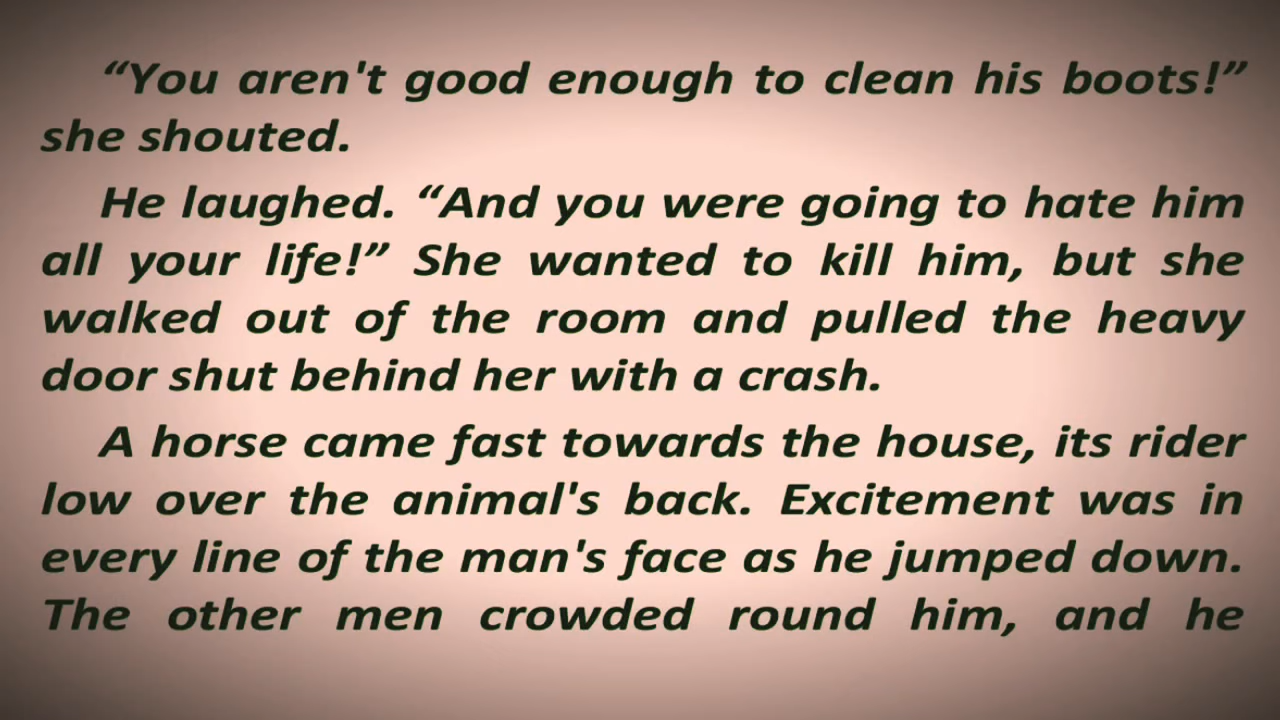 “You aren't good enough to clean his boots!”
she shouted.
He laughed. “And you were going to hate him
all your life!” She wanted to kill him, but she
walked out of the room and pulled the heavy
door shut behind her with a crash.
A horse came fast towards the house, its rider
low over the animal's back. Excitement was in
every line of the man's face as he jumped down.
The other men crowded round him, and he